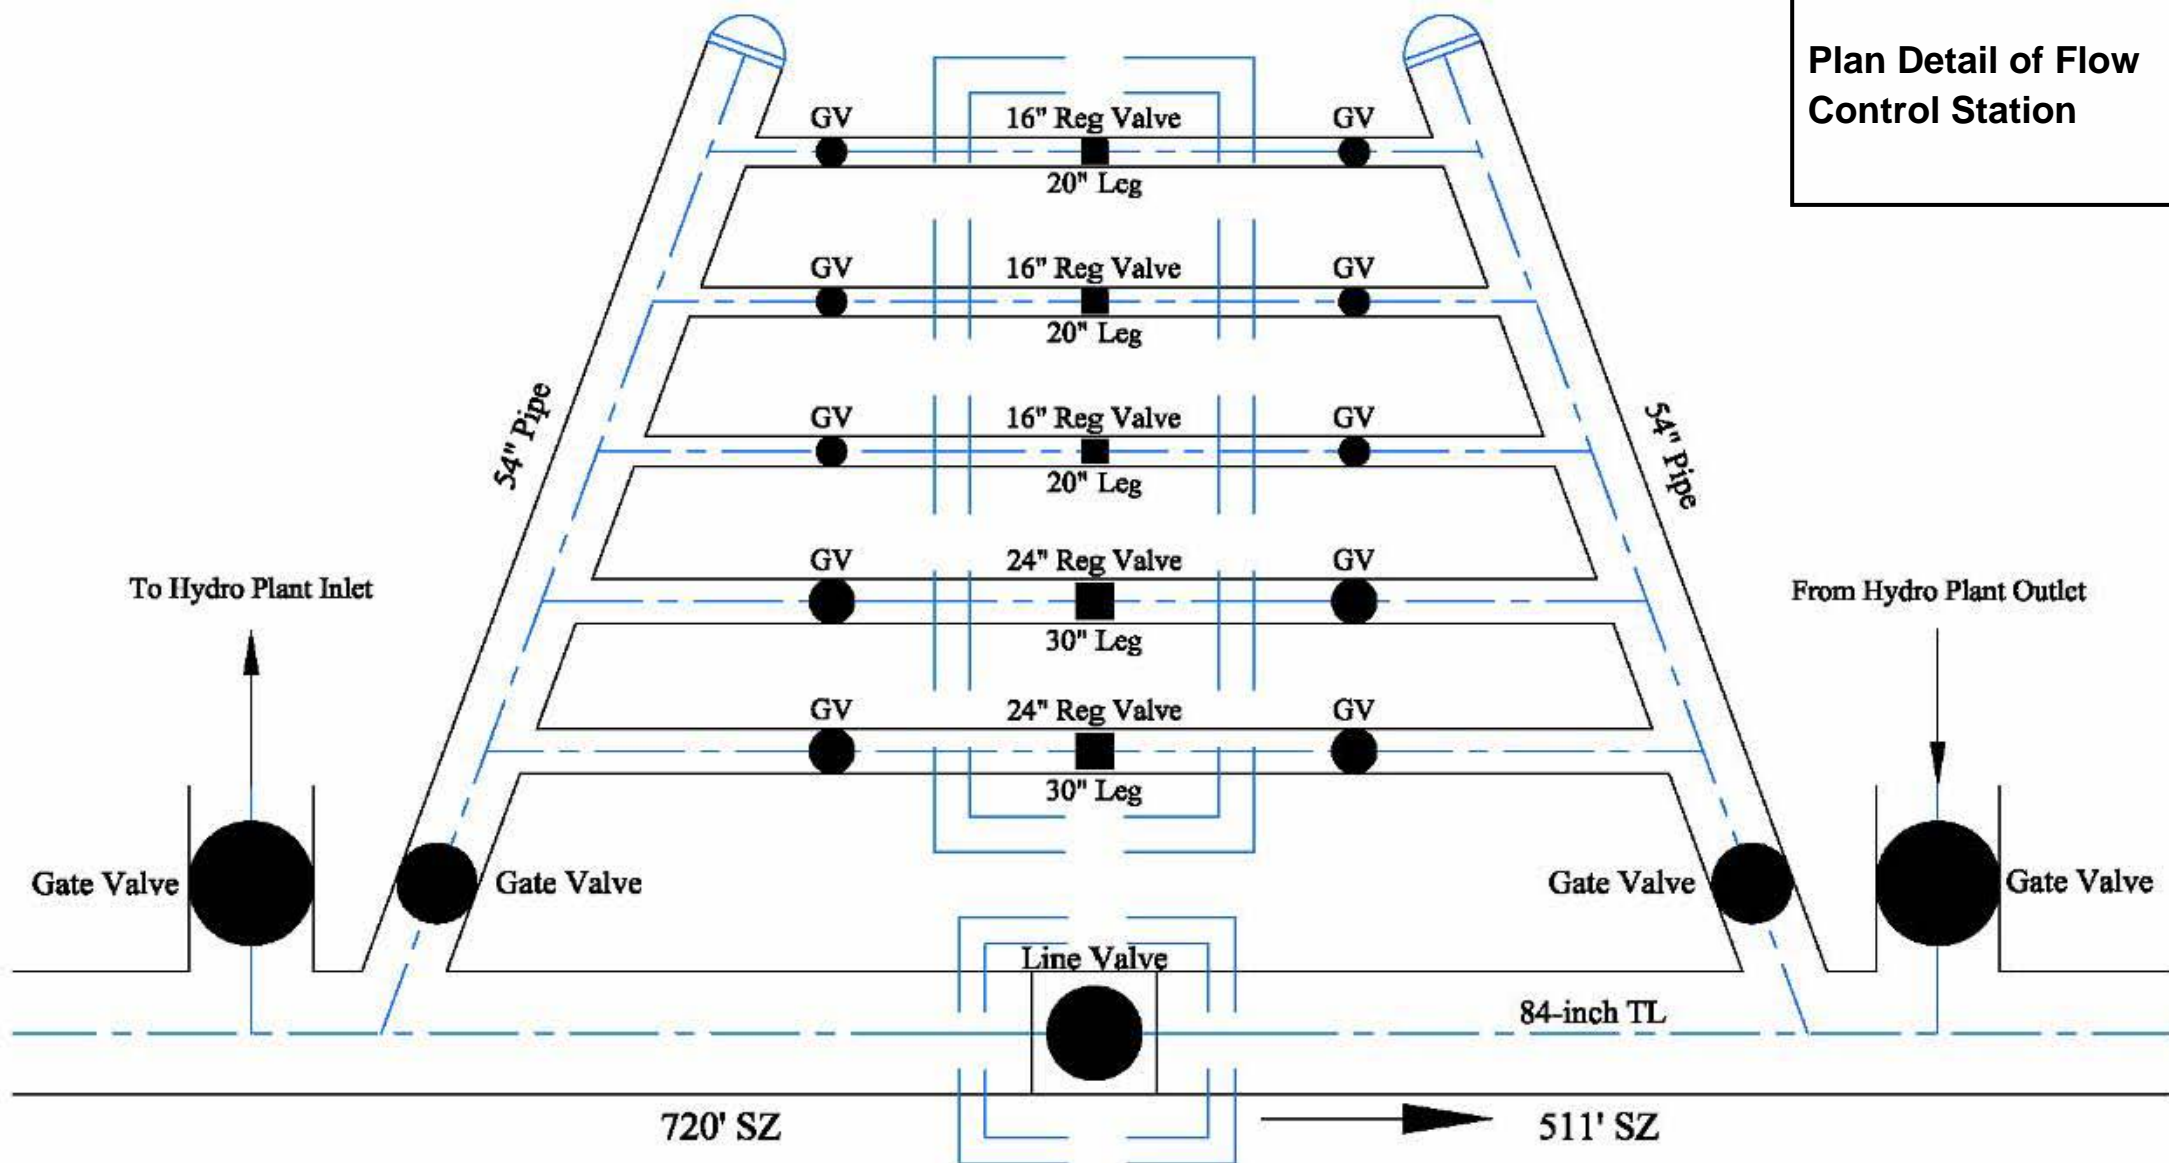 Plan Detail of Flow
Control Station
GV
16" Reg Valve
GV
20" Leg
GV
16" Reg Valve
GV
20" Leg
54" Pipe
GV
16" Reg Valve
GV
54" Pipe
20" Leg
To Hydro Plant Inlet
GV
24" Reg Valve
GV
From Hydro Plant Outlet
30" Leg
GV
24" Reg Valve
GV
30" Leg
Gate Valve
Gate Valve
Gate Valve
Gate Valve
Line Valve
84-inch TL
720' SZ
511' SZ